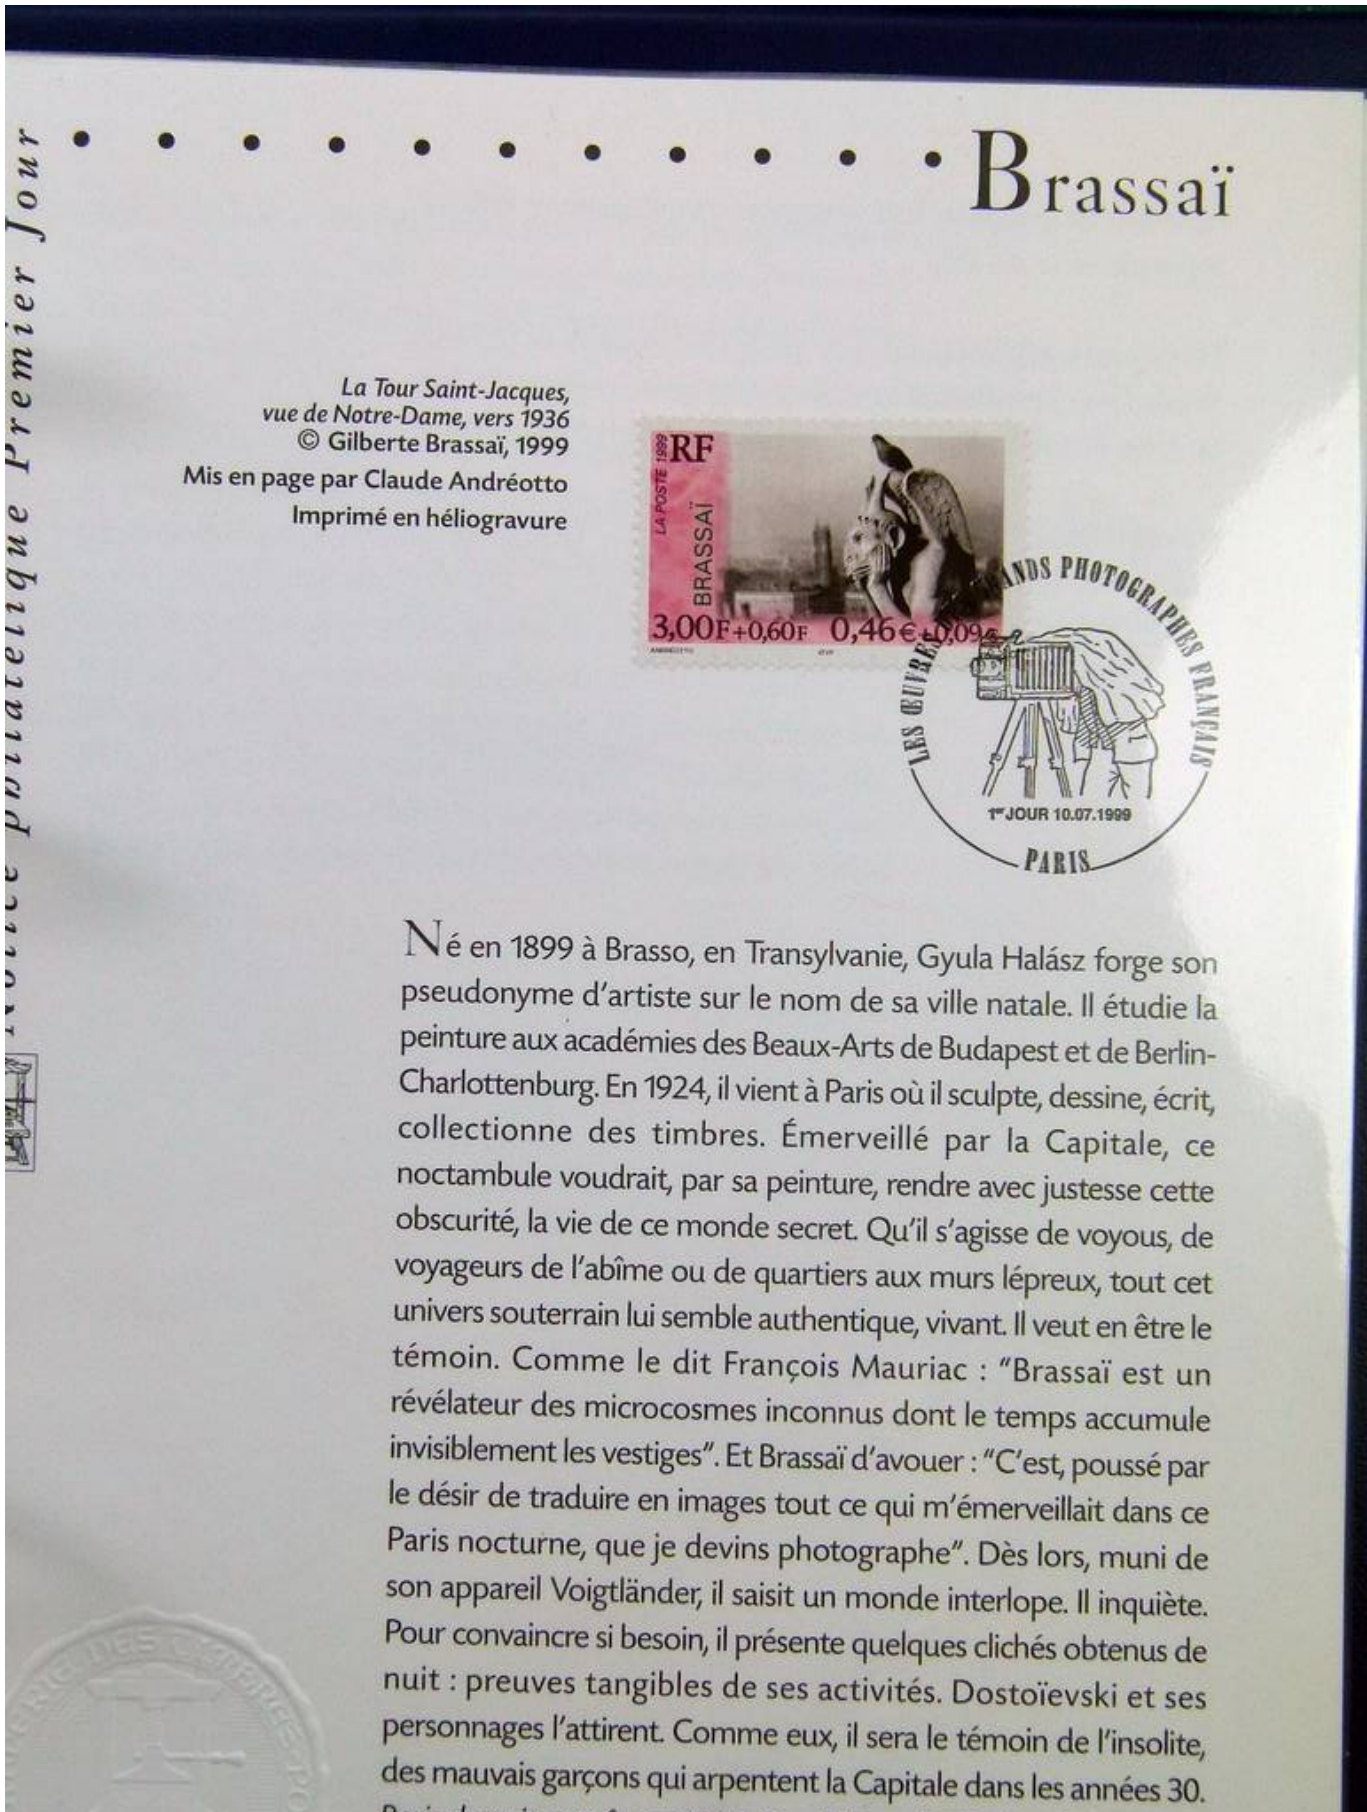 Brassaï
Notice philatélique Premier Jour
La Tour Saint-Jacques,
vue de Notre-Dame, vers 1936
© Gilberte Brassaï, 1999
Mis en page par Claude Andréotto
Imprimé en héliogravure
RF
LA POSTE 1999
BRASSAÏ
3,00F+0,60F 0,46€+0,09€
LES ŒUVRES GRANDS PHOTOGRAPHES FRANÇAIS
1er JOUR 10.07.1999
PARIS
Né en 1899 à Brasso, en Transylvanie, Gyula Halász forge son
pseudonyme d'artiste sur le nom de sa ville natale. Il étudie la
peinture aux académies des Beaux-Arts de Budapest et de Berlin-
Charlottenburg. En 1924, il vient à Paris où il sculpte, dessine, écrit,
collectionne des timbres. Émerveillé par la Capitale, ce
noctambule voudrait, par sa peinture, rendre avec justesse cette
obscurité, la vie de ce monde secret. Qu'il s'agisse de voyous, de
voyageurs de l'abîme ou de quartiers aux murs lépreux, tout cet
univers souterrain lui semble authentique, vivant. Il veut en être le
témoin. Comme le dit François Mauriac : "Brassaï est un
révélateur des microcosmes inconnus dont le temps accumule
invisiblement les vestiges". Et Brassaï d'avouer : "C'est, poussé par
le désir de traduire en images tout ce qui m'émerveillait dans ce
Paris nocturne, que je devins photographe". Dès lors, muni de
son appareil Voigtländer, il saisit un monde interlope. Il inquiète.
Pour convaincre si besoin, il présente quelques clichés obtenus de
nuit : preuves tangibles de ses activités. Dostoïevski et ses
personnages l'attirent. Comme eux, il sera le témoin de l'insolite,
des mauvais garçons qui arpentent la Capitale dans les années 30.